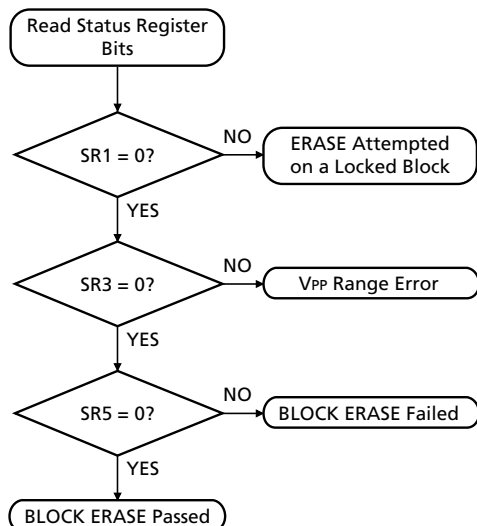 Read Status Register
Bits
SR1 = 0?
NO
ERASE Attempted
on a Locked Block
YES
SR3 = 0?
NO
VPP Range Error
YES
SR5 = 0?
NO
BLOCK ERASE Failed
YES
BLOCK ERASE Passed